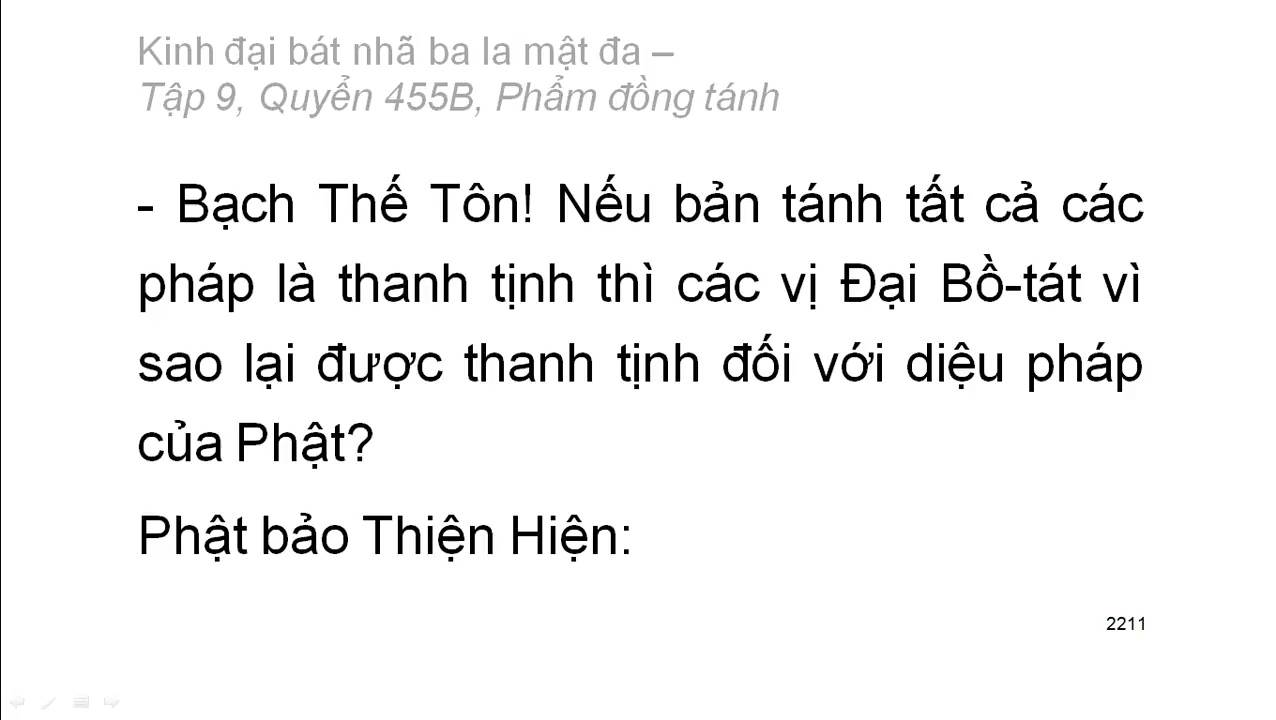 Kinh đại bát nhã ba la mật đa –
Tập 9, Quyển 455B, Phẩm đồng tánh
- Bạch Thế Tôn! Nếu bản tánh tất cả các
pháp là thanh tịnh thì các vị Đại Bồ-tát vì
sao lại được thanh tịnh đối với diệu pháp
của Phật?
Phật bảo Thiện Hiện:
2211